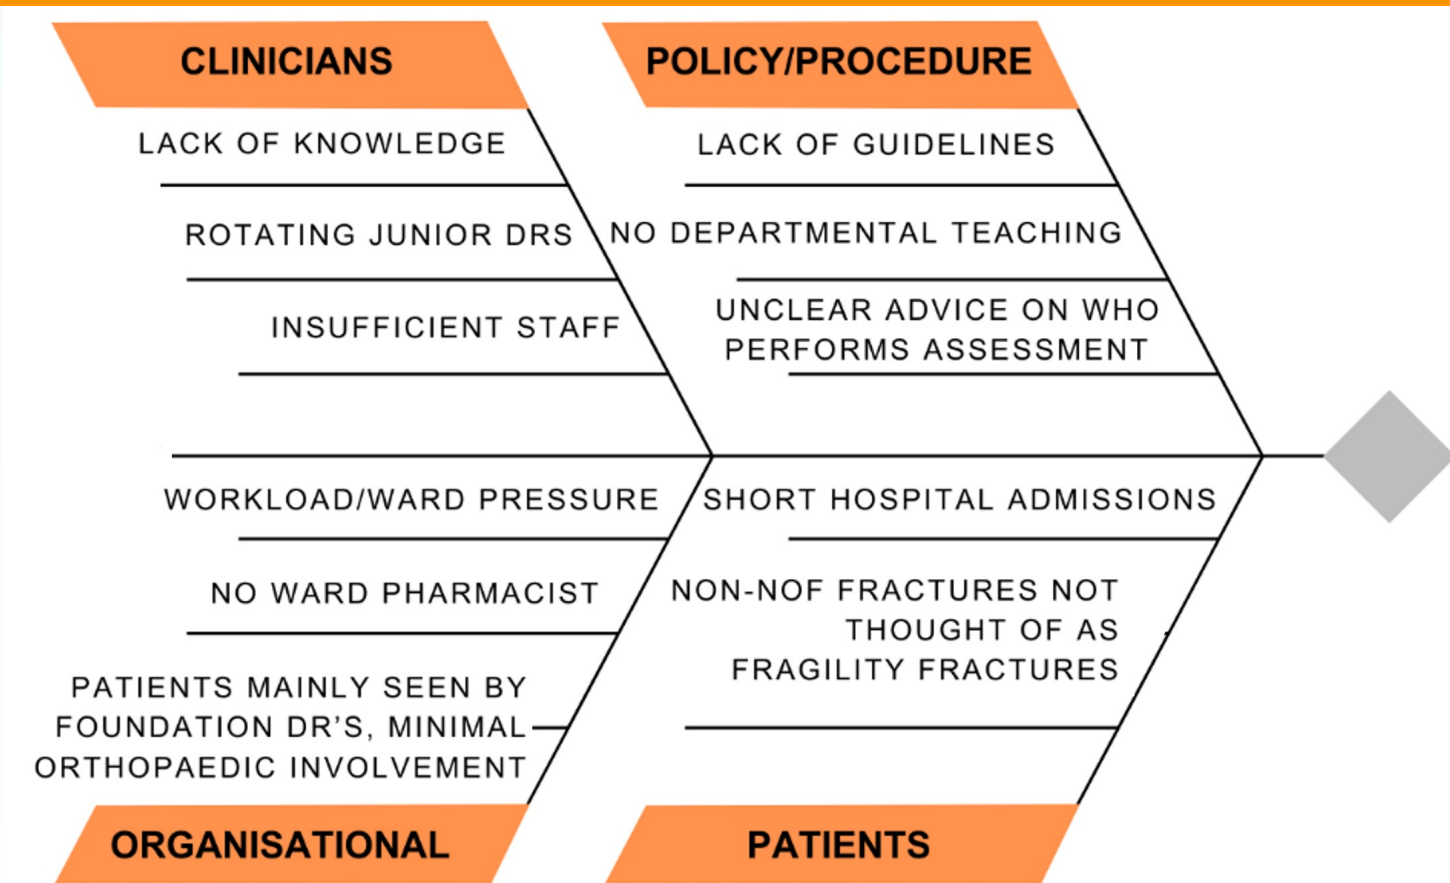 CLINICIANS
LACK OF KNOWLEDGE
ROTATING JUNIOR DRS
INSUFFICIENT STAFF
POLICY/PROCEDURE
LACK OF GUIDELINES
NO DEPARTMENTAL TEACHING
UNCLEAR ADVICE ON WHO
PERFORMS ASSESSMENT
WORKLOAD/WARD PRESSURE
NO WARD PHARMACIST
PATIENTS MAINLY SEEN BY
FOUNDATION DR’S, MINIMAL
ORTHOPAEDIC INVOLVEMENT
ORGANISATIONAL
SHORT HOSPITAL ADMISSIONS
NON-NOF FRACTURES NOT
THOUGHT OF AS
FRAGILITY FRACTURES
PATIENTS